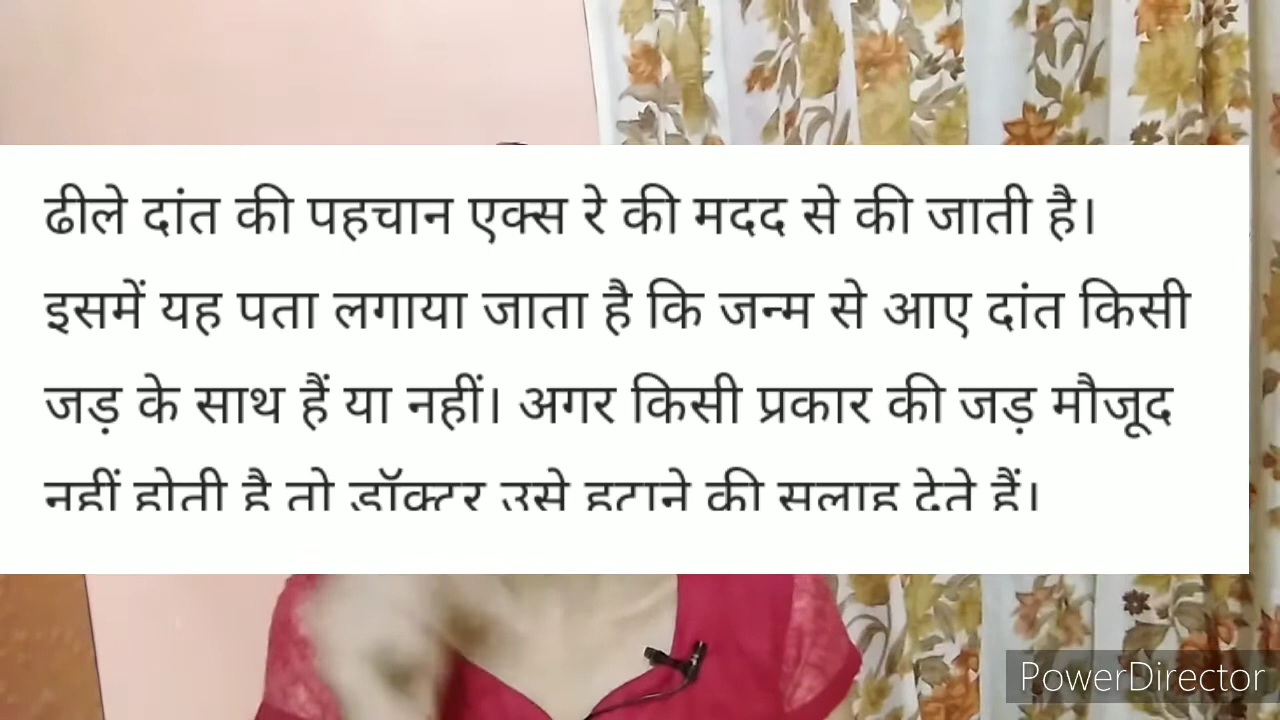 ढीले दांत की पहचान एक्स रे की मदद से की जाती है।
इसमें यह पता लगाया जाता है कि जन्म से आए दांत किसी
जड़ के साथ हैं या नहीं। अगर किसी प्रकार की जड़ मौजूद
नहीं होती है तो डॉक्टर उसे हटाने की सलाह देते हैं।
PowerDirector